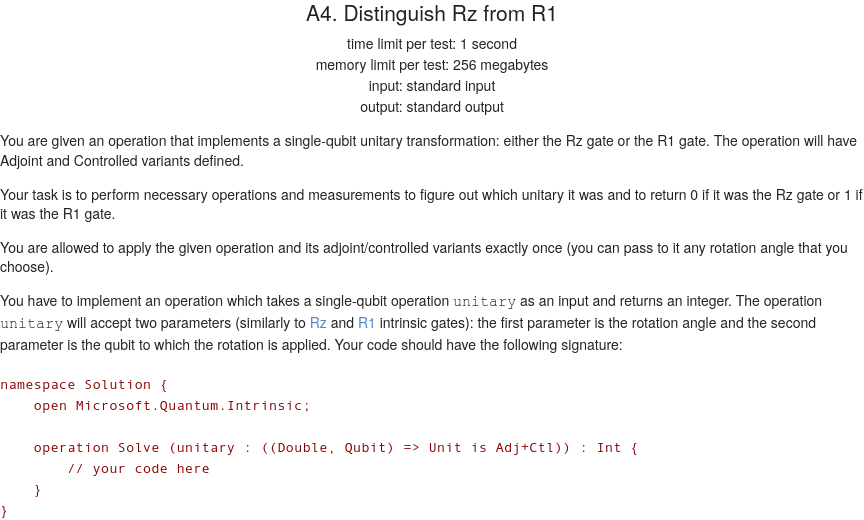 A4. Distinguish Rz from R1
time limit per test: 1 second
memory limit per test: 256 megabytes
input: standard input
output: standard output
You are given an operation that implements a single-qubit unitary transformation: either the Rz gate or the R1 gate. The operation will have
Adjoint and Controlled variants defined.
Your task is to perform necessary operations and measurements to figure out which unitary it was and to return 0 if it was the Rz gate or 1 if
it was the R1 gate.
You are allowed to apply the given operation and its adjoint/controlled variants exactly once (you can pass to it any rotation angle that you
choose).
You have to implement an operation which takes a single-qubit operation unitary as an input and returns an integer. The operation
unitary will accept two parameters (similarly to Rz and R1 intrinsic gates): the first parameter is the rotation angle and the second
parameter is the qubit to which the rotation is applied. Your code should have the following signature:
namespace Solution {
    open Microsoft.Quantum.Intrinsic;
    operation Solve (unitary : ((Double, Qubit) => Unit is Adj+Ctl)) : Int {
        // your code here
    }
}